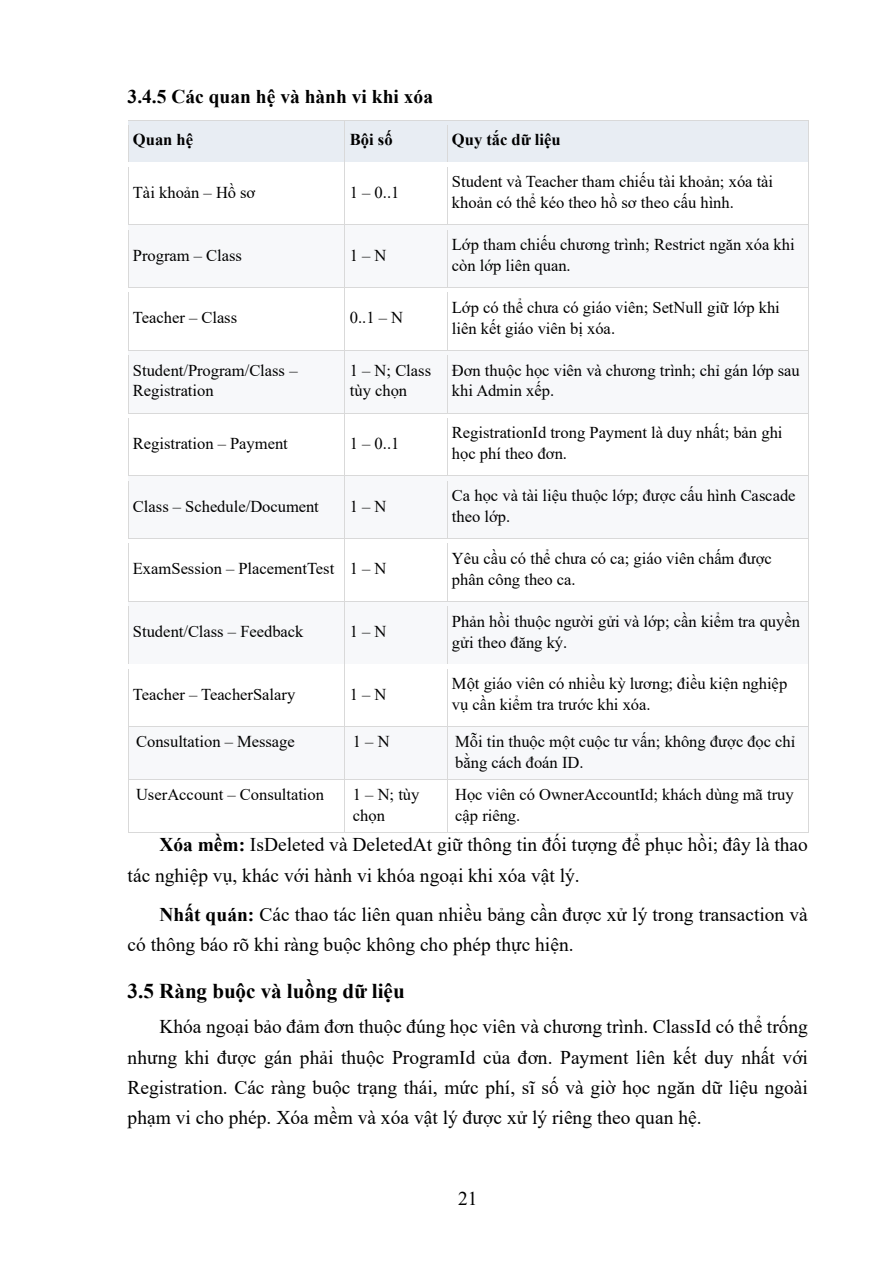 3.4.5 Các quan hệ và hành vi khi xóa
Quan hệ Bội số Quy tắc dữ liệu
Tài khoản – Hồ sơ 1 – 0..1 Student và Teacher tham chiếu tài khoản; xóa tài
khoản có thể kéo theo hồ sơ theo cấu hình.
Program – Class 1 – N Lớp tham chiếu chương trình; Restrict ngăn xóa khi
còn lớp liên quan.
Teacher – Class 0..1 – N Lớp có thể chưa có giáo viên; SetNull giữ lớp khi
liên kết giáo viên bị xóa.
Student/Program/Class – 1 – N; Class Đơn thuộc học viên và chương trình; chỉ gán lớp sau
Registration tùy chọn khi Admin xếp.
Registration – Payment 1 – 0..1 RegistrationId trong Payment là duy nhất; bản ghi
học phí theo đơn.
Class – Schedule/Document 1 – N Ca học và tài liệu thuộc lớp; được cấu hình Cascade
theo lớp.
ExamSession – PlacementTest 1 – N Yêu cầu có thể chưa có ca; giáo viên chấm được
phân công theo ca.
Student/Class – Feedback 1 – N Phản hồi thuộc người gửi và lớp; cần kiểm tra quyền
gửi theo đăng ký.
Teacher – TeacherSalary 1 – N Một giáo viên có nhiều kỳ lương; điều kiện nghiệp
vụ cần kiểm tra trước khi xóa.
Consultation – Message 1 – N Mỗi tin thuộc một cuộc tư vấn; không được đọc chỉ
bằng cách đoán ID.
UserAccount – Consultation 1 – N; tùy Học viên có OwnerAccountId; khách dùng mã truy
chọn cập riêng.
Xóa mềm: IsDeleted và DeletedAt giữ thông tin đối tượng để phục hồi; đây là thao
tác nghiệp vụ, khác với hành vi khóa ngoại khi xóa vật lý.
Nhất quán: Các thao tác liên quan nhiều bảng cần được xử lý trong transaction và
có thông báo rõ khi ràng buộc không cho phép thực hiện.
3.5 Ràng buộc và luồng dữ liệu
Khóa ngoại bảo đảm đơn thuộc đúng học viên và chương trình. ClassId có thể trống
nhưng khi được gán phải thuộc ProgramId của đơn. Payment liên kết duy nhất với
Registration. Các ràng buộc trạng thái, mức phí, sĩ số và giờ học ngăn dữ liệu ngoài
phạm vi cho phép. Xóa mềm và xóa vật lý được xử lý riêng theo quan hệ.
21